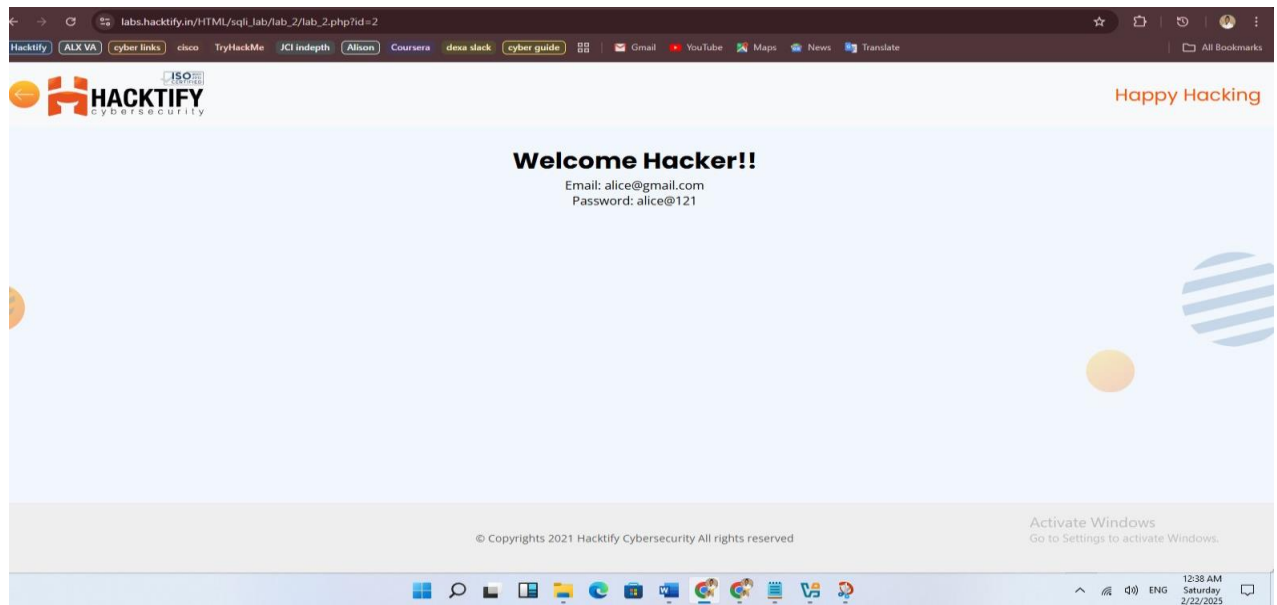 labs.hacktify.in/HTML/sqli_lab/lab_2/lab_2.php?id=2
Hacktify ALX VA cyber links cisco TryHackMe JCI indepth Alison Coursera dexa slack cyber guide Gmail YouTube Maps News Translate All Bookmarks
ISO
CERTIFIED
HACKTIFY
cybersecurity
Happy Hacking
Welcome Hacker!!
Email: alice@gmail.com
Password: alice@121
Activate Windows
Go to Settings to activate Windows.
© Copyrights 2021 Hacktify Cybersecurity All rights reserved
ENG
12:38 AM
Saturday
2/22/2025